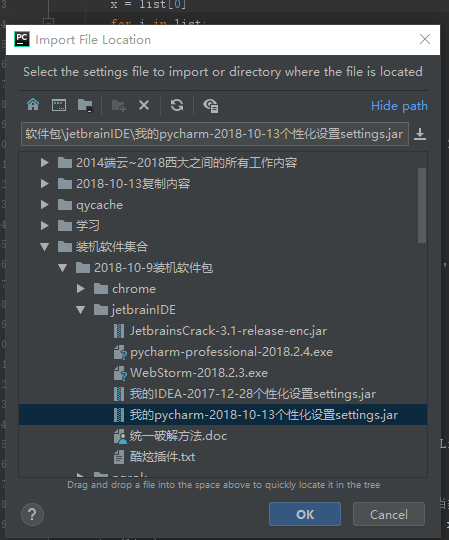 x = list[0]
for i in list:
PC
Import File Location
Select the settings file to import or directory where the file is located
Hide path
软件包\jetbrainIDE\我的pycharm-2018-10-13个性化设置settings.jar
2014端云~2018西大之间的所有工作内容
2018-10-13复制内容
qycache
学习
装机软件集合
2018-10-9装机软件包
chrome
jetbrainIDE
JetbrainsCrack-3.1-release-enc.jar
pycharm-professional-2018.2.4.exe
WebStorm-2018.2.3.exe
我的IDEA-2017-12-28个性化设置settings.jar
我的pycharm-2018-10-13个性化设置settings.jar
统一破解方法.doc
酷炫插件.txt
Drag and drop a file into the space above to quickly locate it in the tree
?
OK
Cancel